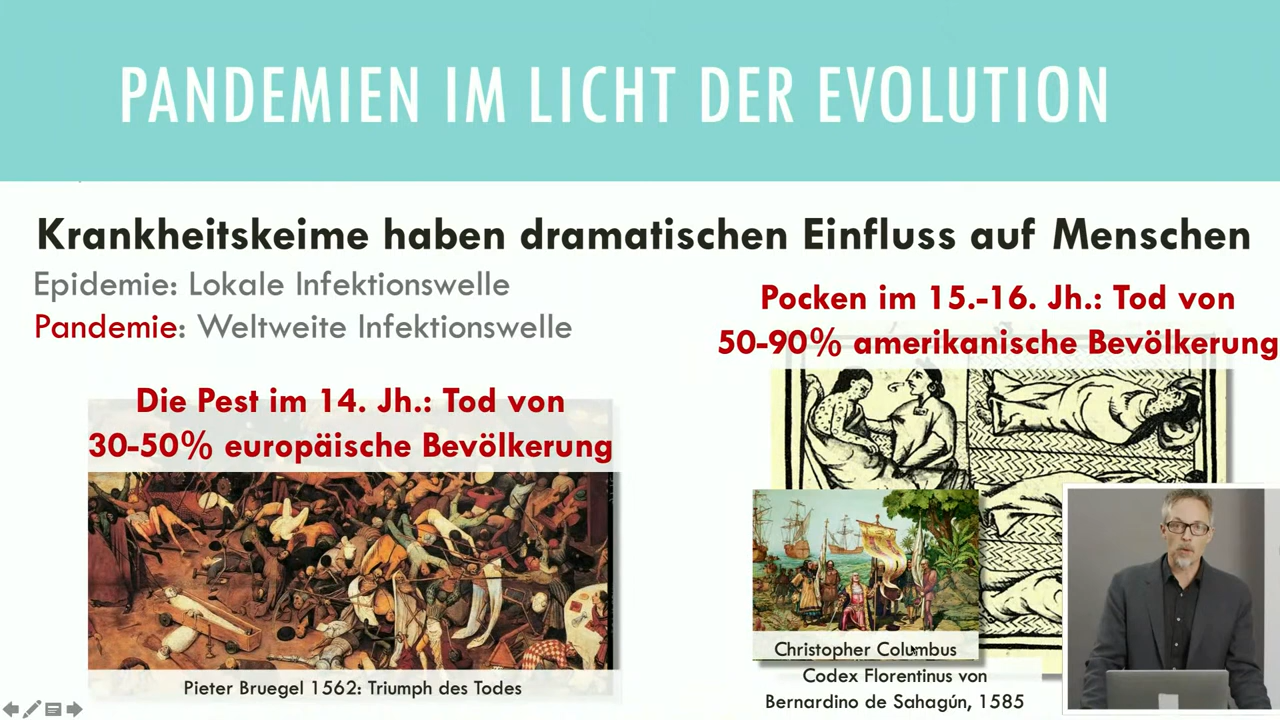 PANDEMIEN IM LICHT DER EVOLUTION
Krankheitskeime haben dramatischen Einfluss auf Menschen
Epidemie: Lokale Infektionswelle
Pandemie: Weltweite Infektionswelle
Die Pest im 14. Jh.: Tod von
30-50% europäische Bevölkerung
Pieter Bruegel 1562: Triumph des Todes
Pocken im 15.-16. Jh.: Tod von
50-90% amerikanische Bevölkerung
Christopher Columbus
Codex Florentinus von
Bernardino de Sahagún, 1585